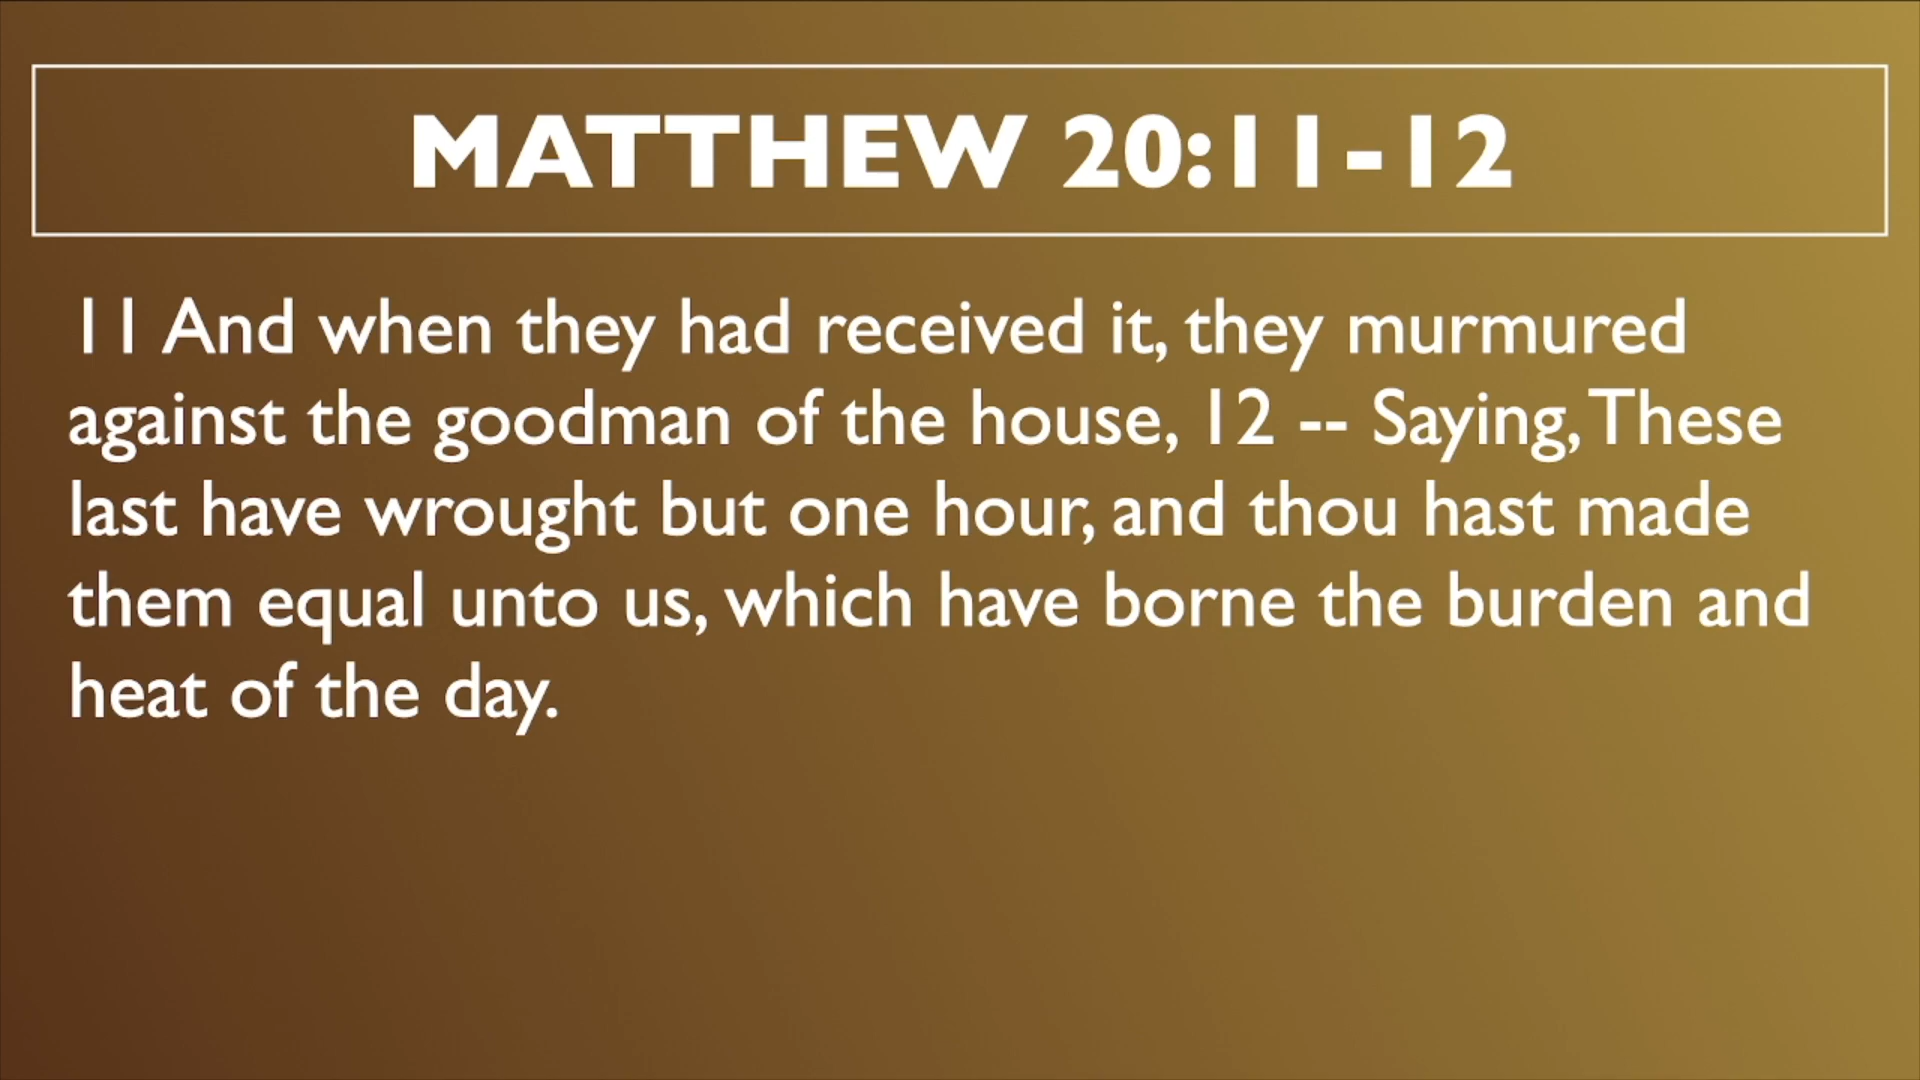 MATTHEW 20:11-12
11 And when they had received it, they murmured
against the goodman of the house, 12 -- Saying, These
last have wrought but one hour, and thou hast made
them equal unto us, which have borne the burden and
heat of the day.